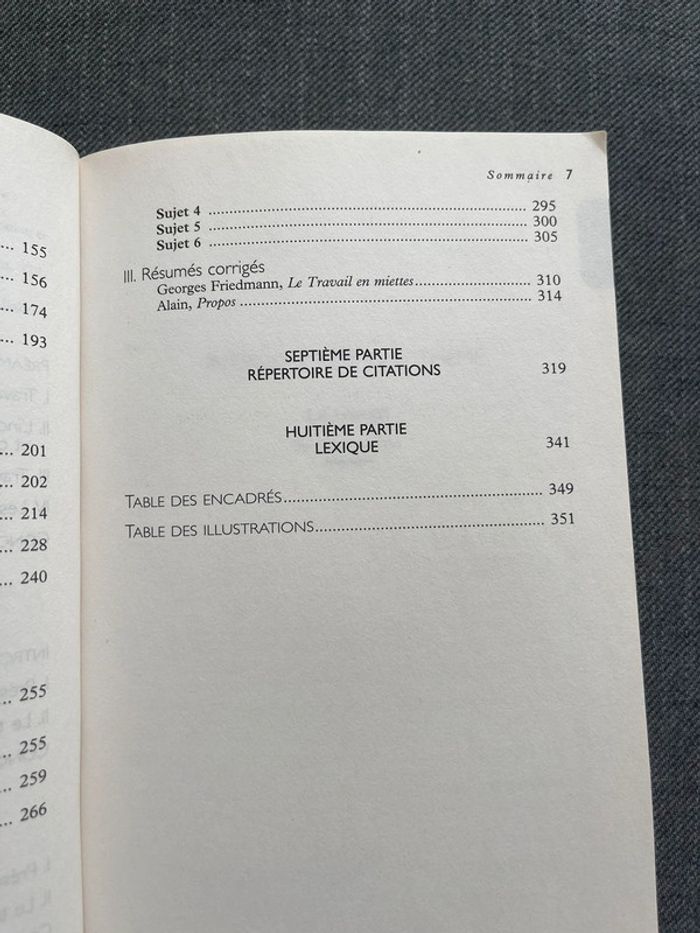 ... 155
... 156
... 174
... 193
... 201
... 202
... 214
... 228
... 240
... 255
... 255
... 259
... 266
Sommaire 7
Sujet 4 ........ 295
Sujet 5 ........ 300
Sujet 6 ........ 305
III. Résumés corrigés
Georges Friedmann, Le Travail en miettes ........ 310
Alain, Propos ........ 314
SEPTIÈME PARTIE
RÉPERTOIRE DE CITATIONS 319
HUITIÈME PARTIE
LEXIQUE 341
TABLE DES ENCADRÉS ........ 349
TABLE DES ILLUSTRATIONS ........ 351